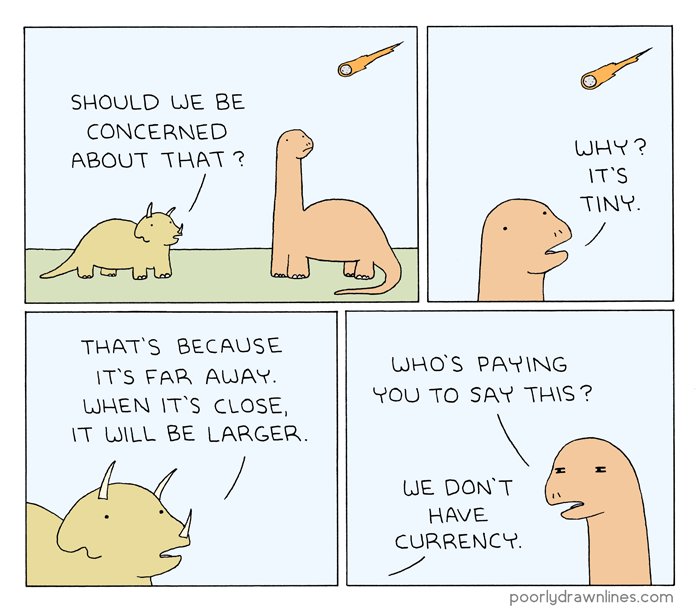 SHOULD WE BE
CONCERNED
ABOUT THAT?
WHY?
IT'S
TINY.
THAT'S BECAUSE
IT'S FAR AWAY.
WHEN IT'S CLOSE,
IT WILL BE LARGER.
WHO'S PAYING
YOU TO SAY THIS?
WE DON'T
HAVE
CURRENCY.
poorlydrawnlines.com